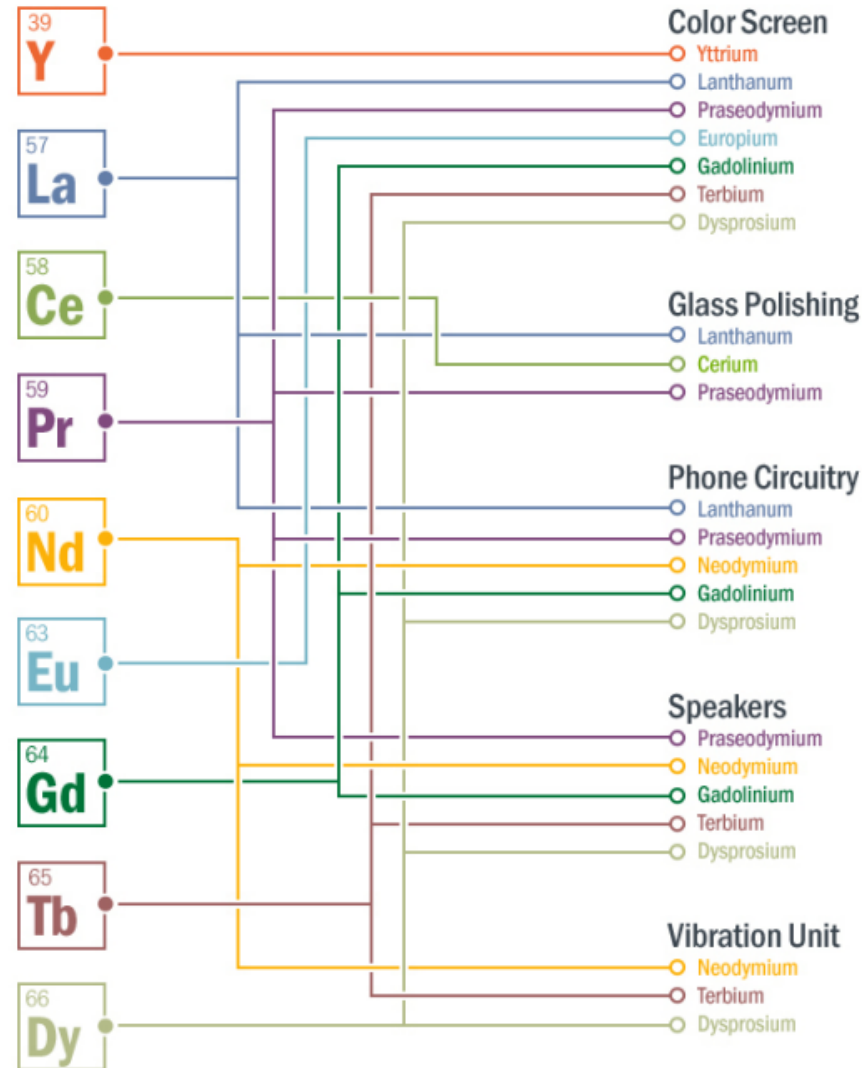 39
Y
57
La
58
Ce
59
Pr
60
Nd
63
Eu
64
Gd
65
Tb
66
Dy
Color Screen
Yttrium
Lanthanum
Praseodymium
Europium
Gadolinium
Terbium
Dysprosium
Glass Polishing
Lanthanum
Cerium
Praseodymium
Phone Circuitry
Lanthanum
Praseodymium
Neodymium
Gadolinium
Dysprosium
Speakers
Praseodymium
Neodymium
Gadolinium
Terbium
Dysprosium
Vibration Unit
Neodymium
Terbium
Dysprosium